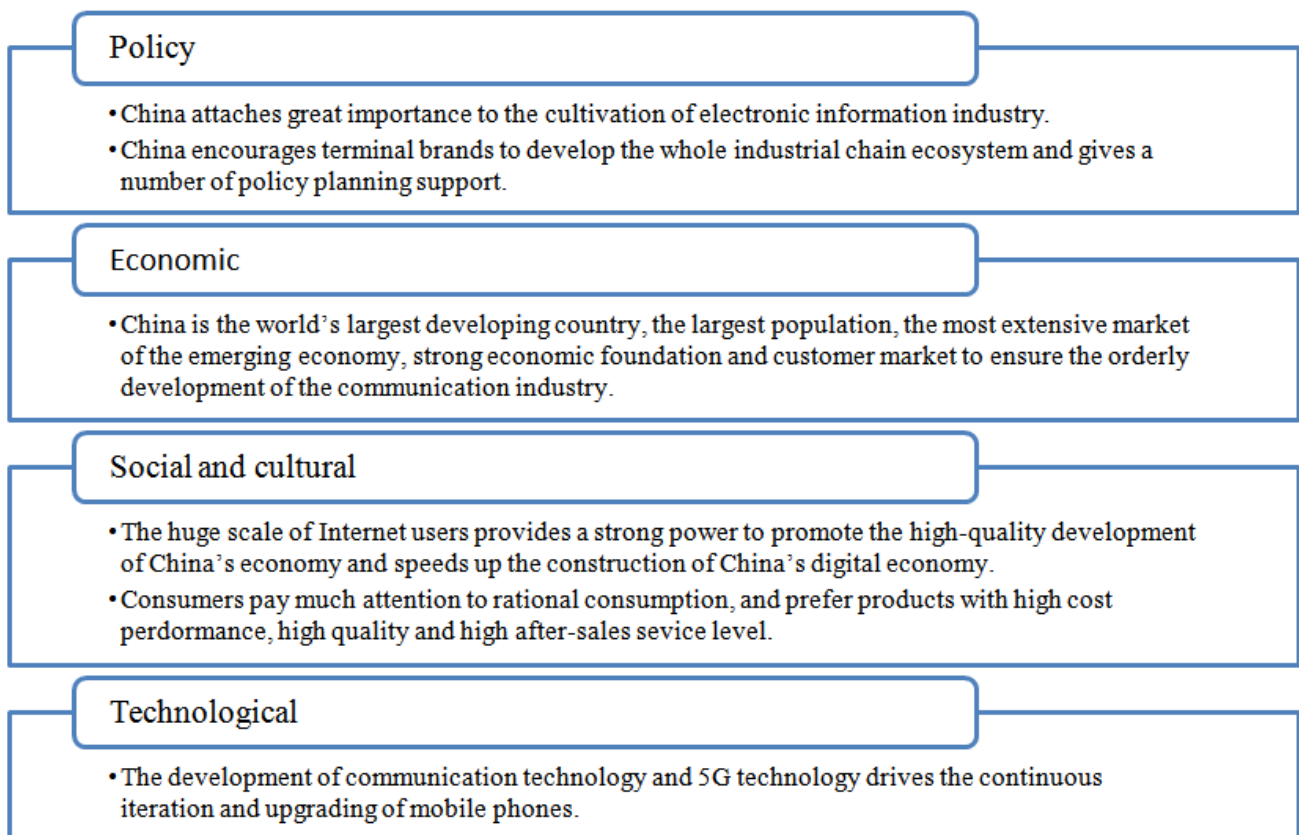 Policy
•China attaches great importance to the cultivation of electronic information industry.
•China encourages terminal brands to develop the whole industrial chain ecosystem and gives a
number of policy planning support.
Economic
•China is the world’s largest developing country, the largest population, the most extensive market
of the emerging economy, strong economic foundation and customer market to ensure the orderly
development of the communication industry.
Social and cultural
•The huge scale of Internet users provides a strong power to promote the high-quality development
of China’s economy and speeds up the construction of China’s digital economy.
•Consumers pay much attention to rational consumption, and prefer products with high cost
perdormance, high quality and high after-sales sevice level.
Technological
•The development of communication technology and 5G technology drives the continuous
iteration and upgrading of mobile phones.